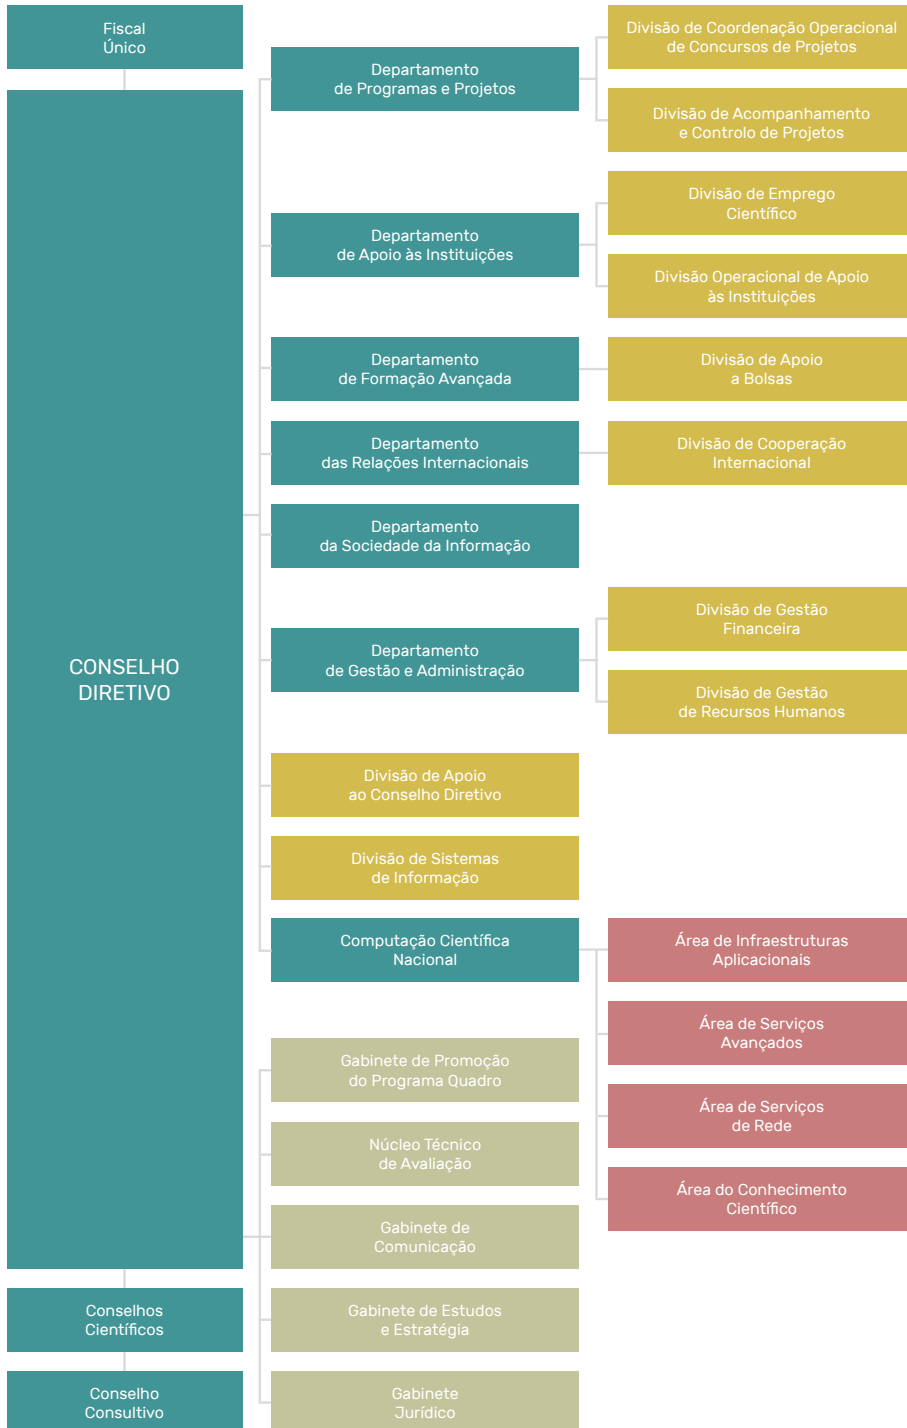 Fiscal
Único
CONSELHO
DIRETIVO
Conselhos
Científicos
Conselho
Consultivo
Departamento
de Programas e Projetos
Departamento
de Apoio às Instituições
Departamento
de Formação Avançada
Departamento
das Relações Internacionais
Departamento
da Sociedade da Informação
Departamento
de Gestão e Administração
Divisão de Apoio
ao Conselho Diretivo
Divisão de Sistemas
de Informação
Computação Científica
Nacional
Gabinete de Promoção
do Programa Quadro
Núcleo Técnico
de Avaliação
Gabinete de
Comunicação
Gabinete de Estudos
e Estratégia
Gabinete
Jurídico
Divisão de Coordenação Operacional
de Concursos de Projetos
Divisão de Acompanhamento
e Controlo de Projetos
Divisão de Emprego
Científico
Divisão Operacional de Apoio
às Instituições
Divisão de Apoio
a Bolsas
Divisão de Cooperação
Internacional
Divisão de Gestão
Financeira
Divisão de Gestão
de Recursos Humanos
Área de Infraestruturas
Aplicacionais
Área de Serviços
Avançados
Área de Serviços
de Rede
Área do Conhecimento
Científico